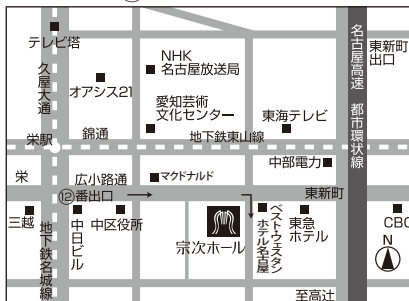 テレビ塔
久屋大通
オアシス21
NHK
名古屋放送局
愛知芸術
文化センター
東海テレビ
名古屋高速 都市環状線
東新町
出口
栄駅
錦通
地下鉄東山線
中部電力
栄
広小路通
マクドナルド
東新町
⑫番出口
三越
地下鉄名城線
中日ビル
中区役所
宗次ホール
ベストウェスタン
ホテル名古屋
東急
ホテル
CBC
N
至高辻